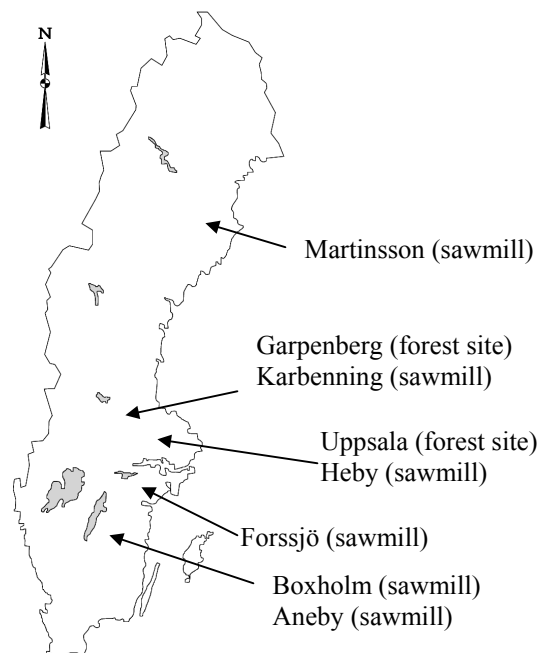 N
Martinsson (sawmill)
Garpenberg (forest site)
Karbenning (sawmill)
Uppsala (forest site)
Heby (sawmill)
Forssjö (sawmill)
Boxholm (sawmill)
Aneby (sawmill)